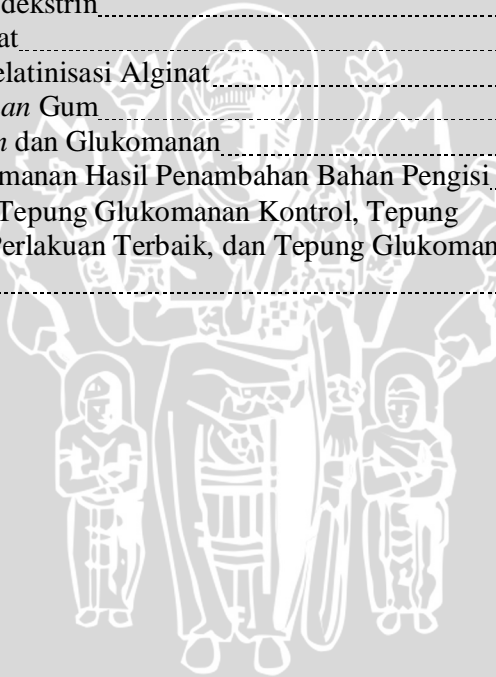 dekstrin
at
elatinisasi Alginat
an Gum
n dan Glukomanan
manan Hasil Penambahan Bahan Pengisi
Tepung Glukomanan Kontrol, Tepung
Perlakuan Terbaik, dan Tepung Glukoman